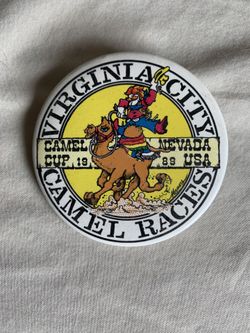 VIRGINIA CITY
CAMEL NEVADA
CUP, 19 89 USA
CAMEL RACES